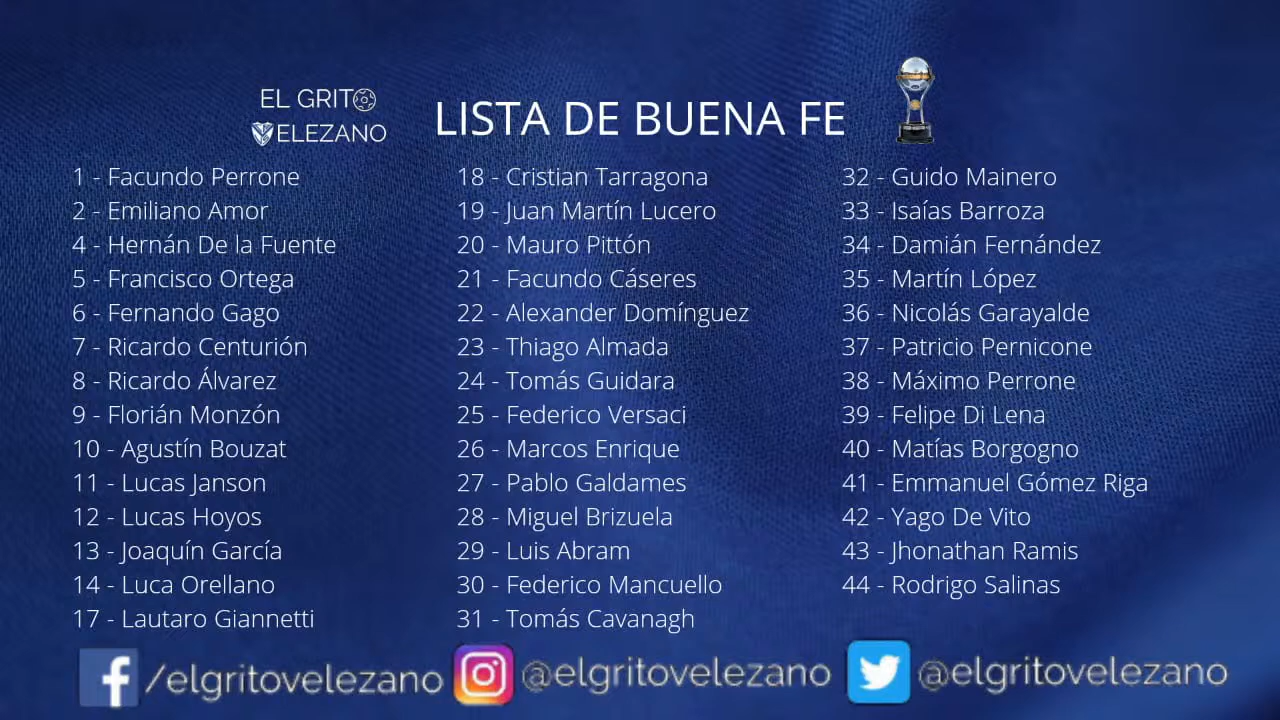 EL GRITO
VELEZANO
LISTA DE BUENA FE
1 - Facundo Perrone
2 - Emiliano Amor
4 - Hernán De la Fuente
5 - Francisco Ortega
6 - Fernando Gago
7 - Ricardo Centurión
8 - Ricardo Álvarez
9 - Florián Monzón
10 - Agustín Bouzat
11 - Lucas Janson
12 - Lucas Hoyos
13 - Joaquín García
14 - Luca Orellano
17 - Lautaro Giannetti
18 - Cristian Tarragona
19 - Juan Martín Lucero
20 - Mauro Pittón
21 - Facundo Cáseres
22 - Alexander Domínguez
23 - Thiago Almada
24 - Tomás Guidara
25 - Federico Versaci
26 - Marcos Enrique
27 - Pablo Galdames
28 - Miguel Brizuela
29 - Luis Abram
30 - Federico Mancuello
31 - Tomás Cavanagh
32 - Guido Mainero
33 - Isaías Barroza
34 - Damián Fernández
35 - Martín López
36 - Nicolás Garayalde
37 - Patricio Pernicone
38 - Máximo Perrone
39 - Felipe Di Lena
40 - Matías Borgogno
41 - Emmanuel Gómez Riga
42 - Yago De Vito
43 - Jhonathan Ramis
44 - Rodrigo Salinas
/elgritovelezano
@elgritovelezano
@elgritovelezano